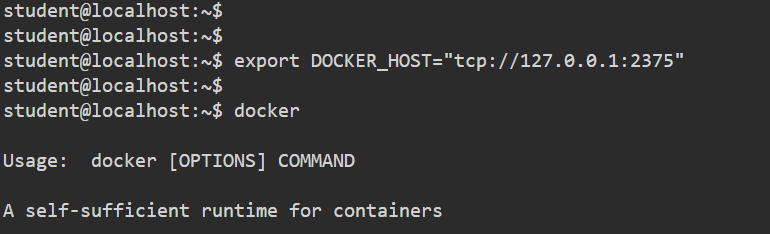 student@localhost:~$
student@localhost:~$
student@localhost:~$ export DOCKER_HOST="tcp://127.0.0.1:2375"
student@localhost:~$
student@localhost:~$ docker
Usage:  docker [OPTIONS] COMMAND
A self-sufficient runtime for containers